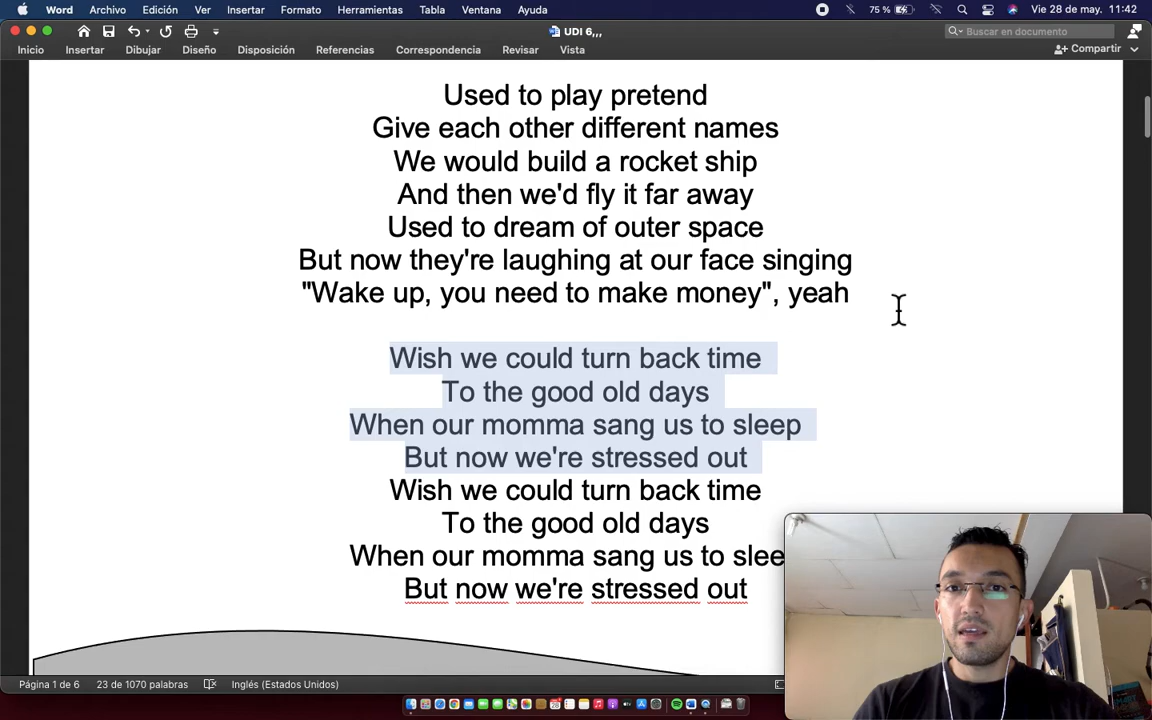 Word Archivo Edición Ver Insertar Formato Herramientas Tabla Ventana Ayuda 75 % Vie 28 de may. 11:42
UDI 6,,, Buscar en documento
Inicio Insertar Dibujar Diseño Disposición Referencias Correspondencia Revisar Vista Compartir
Used to play pretend
Give each other different names
We would build a rocket ship
And then we'd fly it far away
Used to dream of outer space
But now they're laughing at our face singing
"Wake up, you need to make money", yeah
Wish we could turn back time
To the good old days
When our momma sang us to sleep
But now we're stressed out
Wish we could turn back time
To the good old days
When our momma sang us to slee
But now we're stressed out
Página 1 de 6 23 de 1070 palabras Inglés (Estados Unidos)